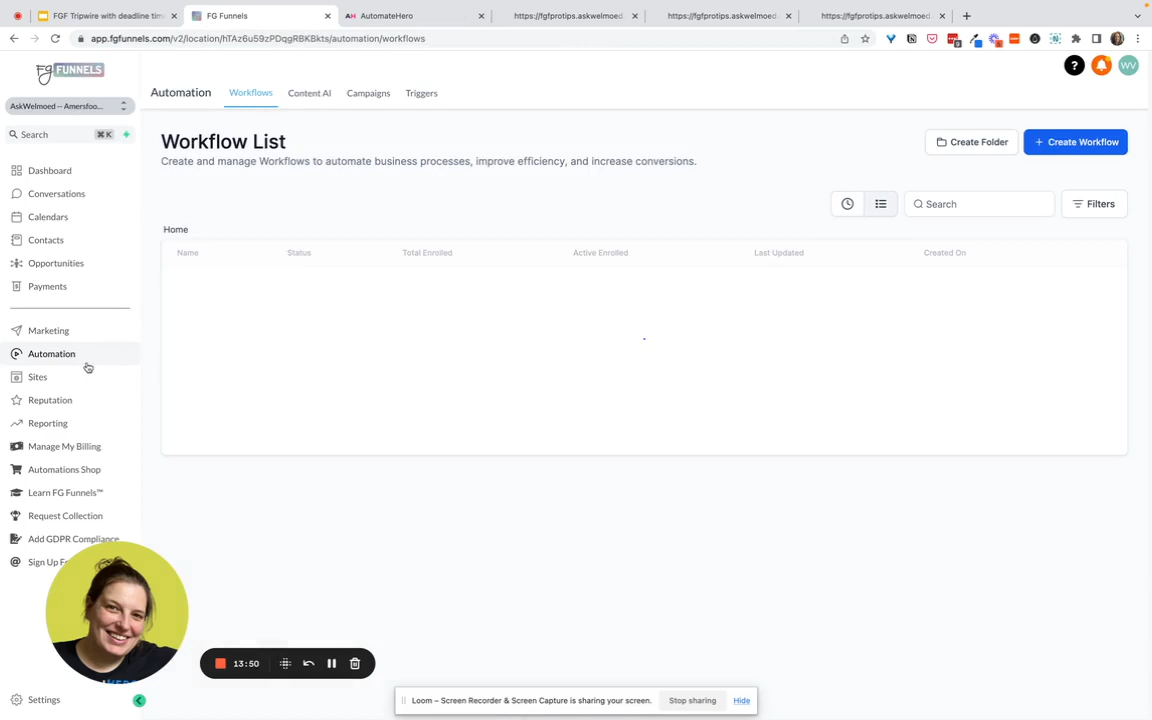 FGF Tripwire with deadline tim
FG Funnels
AutomateHero
https://fgfprotips.askwelmoed.
https://fgfprotips.askwelmoed.
https://fgfprotips.askwelmoed.
app.fgfunnels.com/v2/location/hTAz6u59zPDqgRBKBkts/automation/workflows
FG FUNNELS
AskWelmoed -- Amersfoo...
Search ⌘K
Dashboard
Conversations
Calendars
Contacts
Opportunities
Payments
Marketing
Automation
Sites
Reputation
Reporting
Manage My Billing
Automations Shop
Learn FG Funnels™
Request Collection
Add GDPR Compliance
Sign Up Fo
Settings
Automation Workflows Content AI Campaigns Triggers
? WV
Workflow List
Create and manage Workflows to automate business processes, improve efficiency, and increase conversions.
Create Folder
+ Create Workflow
Search
Filters
Home
Name Status Total Enrolled Active Enrolled Last Updated Created On
13:50
Loom – Screen Recorder & Screen Capture is sharing your screen. Stop sharing Hide